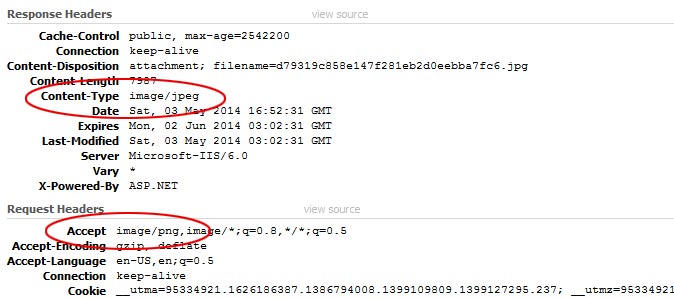 Response Headers view source
Cache-Control public, max-age=2542200
Connection keep-alive
Content-Disposition attachment; filename=d79319c858e147f281eb2d0eebba7fc6.jpg
Content-Length 7987
Content-Type image/jpeg
Date Sat, 03 May 2014 16:52:31 GMT
Expires Mon, 02 Jun 2014 03:02:31 GMT
Last-Modified Sat, 03 May 2014 03:02:31 GMT
Server Microsoft-IIS/6.0
Vary *
X-Powered-By ASP.NET
Request Headers view source
Accept image/png,image/*;q=0.8,*/*;q=0.5
Accept-Encoding gzip, deflate
Accept-Language en-US,en;q=0.5
Connection keep-alive
Cookie __utma=95334921.1626186387.1386794008.1399109809.1399127295.237; __utmz=95334921